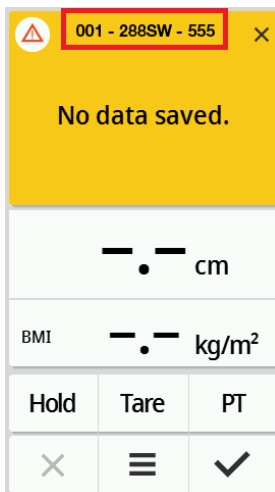 001 - 288SW - 555
No data saved.
-.- cm
BMI -.- kg/m²
Hold Tare PT